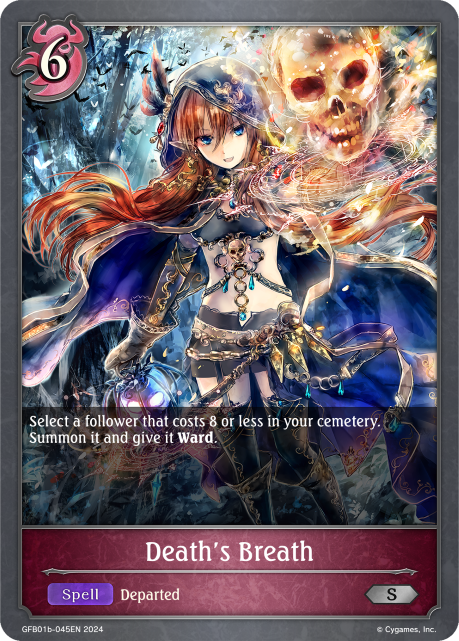 6
Select a follower that costs 8 or less in your cemetery.
Summon it and give it Ward.
Death's Breath
Spell Departed S
GFB01b-045EN 2024 © Cygames, Inc.